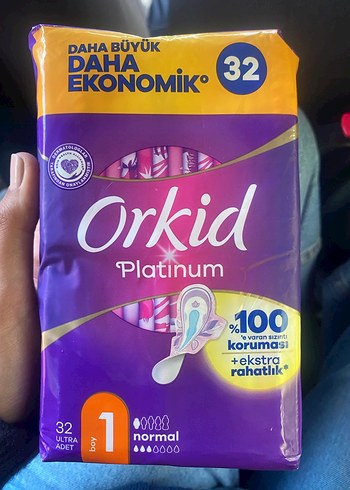 DAHA BÜYÜK
DAHA
EKONOMİK°
32
Orkid
Platinum
%100
'e varan sızıntı
koruması
+ekstra
rahatlık*
32
ULTRA
ADET
boy
1
normal